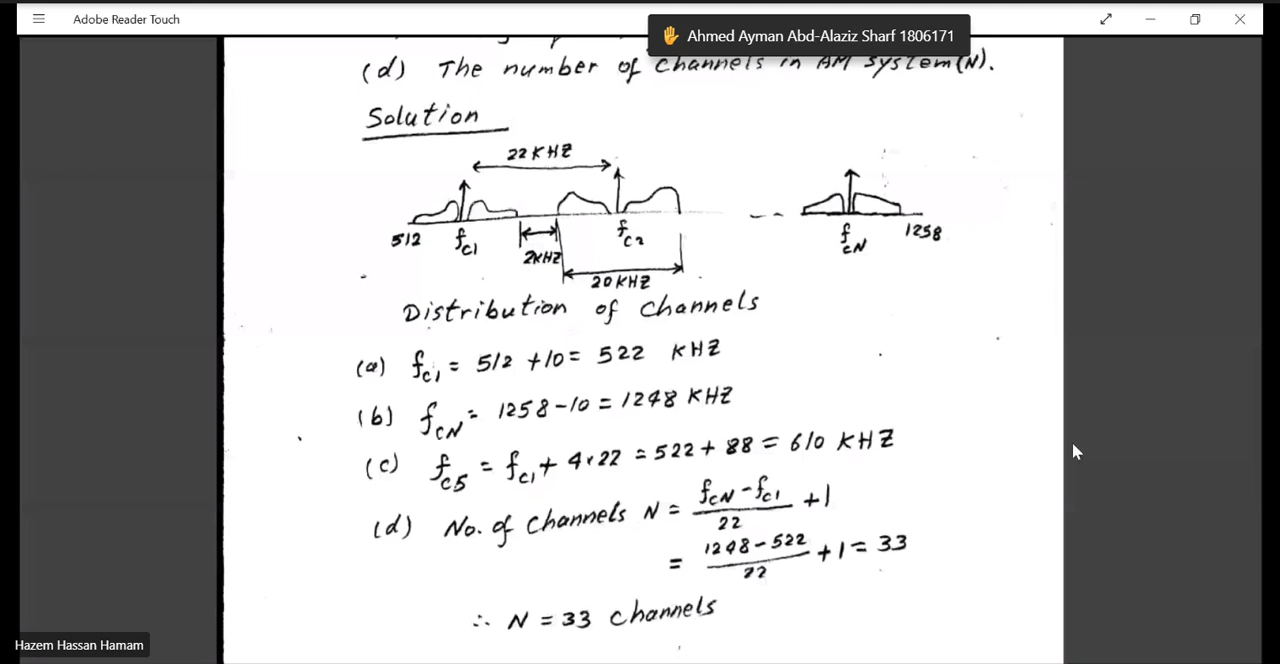 Adobe Reader Touch
Ahmed Ayman Abd-Alaziz Sharf 1806171
(d) The number of channels in AM system (N).
Solution
22 KHZ
512 fc1 2KHZ fc2 fcN 1258
20 KHZ
Distribution of channels
(a) fc1 = 512 + 10 = 522 KHZ
(b) fcN = 1258 - 10 = 1248 KHZ
(c) fc5 = fc1 + 4x22 = 522 + 88 = 610 KHZ
(d) No. of channels N = (fcN - fc1)/22 + 1
= (1248 - 522)/22 + 1 = 33
∴ N = 33 channels
Hazem Hassan Hamam